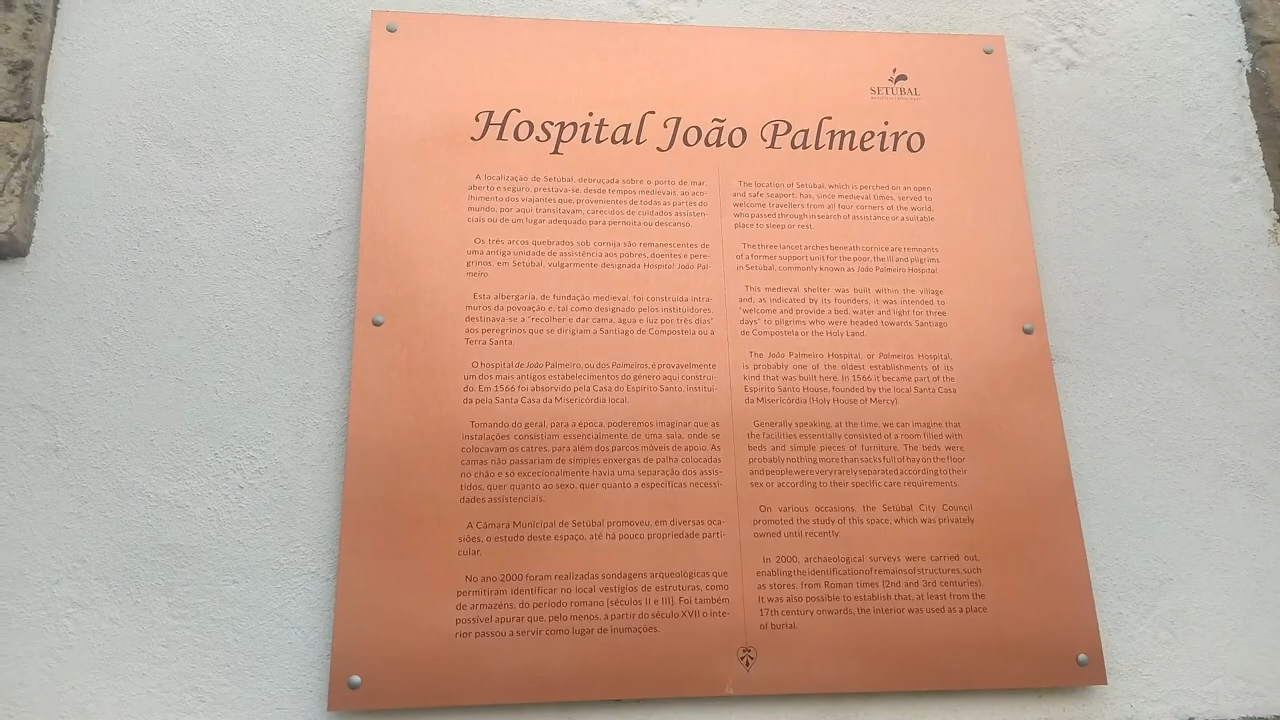 SETÚBAL
Hospital João Palmeiro
A localização de Setúbal, debruçada sobre o porto de mar,
aberto e seguro, prestava-se, desde tempos medievais, ao aco-
lhimento dos viajantes que, provenientes de todas as partes do
mundo, por aqui transitavam, carecidos de cuidados assisten-
ciais ou de um lugar adequado para pernoita ou descanso.
Os três arcos quebrados sob cornija são remanescentes de
uma antiga unidade de assistência aos pobres, doentes e pere-
grinos, em Setúbal, vulgarmente designada Hospital João Pal-
meiro.
Esta albergaria, de fundação medieval, foi construída intra-
muros da povoação e, tal como designado pelos instituidores,
destinava-se a "recolher e dar cama, água e luz por três dias"
aos peregrinos que se dirigiam a Santiago de Compostela ou a
Terra Santa.
O hospital de João Palmeiro, ou dos Palmeiros, é provavelmente
um dos mais antigos estabelecimentos do género aqui construí-
do. Em 1566 foi absorvido pela Casa do Espírito Santo, instituí-
da pela Santa Casa da Misericórdia local.
Tomando do geral, para a época, poderemos imaginar que as
instalações consistiam essencialmente de uma sala, onde se
colocavam os catres, para além dos parcos móveis de apoio. As
camas não passariam de simples enxergas de palha colocadas
no chão e só excecionalmente havia uma separação dos assis-
tidos, quer quanto ao sexo, quer quanto a específicas necessi-
dades assistenciais.
A Câmara Municipal de Setúbal promoveu, em diversas oca-
siões, o estudo deste espaço, até há pouco propriedade parti-
cular.
No ano 2000 foram realizadas sondagens arqueológicas que
permitiram identificar no local vestígios de estruturas, como
de armazéns, do período romano [séculos II e III]. Foi também
possível apurar que, pelo menos, a partir do século XVII o inte-
rior passou a servir como lugar de inumações.
The location of Setúbal, which is perched on an open
and safe seaport, has, since medieval times, served to
welcome travellers from all four corners of the world,
who passed through in search of assistance or a suitable
place to sleep or rest.
The three lancet arches beneath cornice are remnants
of a former support unit for the poor, the ill and pilgrims
in Setúbal, commonly known as João Palmeiro Hospital.
This medieval shelter was built within the village
and, as indicated by its founders, it was intended to
"welcome and provide a bed, water and light for three
days" to pilgrims who were headed towards Santiago
de Compostela or the Holy Land.
The João Palmeiro Hospital, or Palmeiros Hospital,
is probably one of the oldest establishments of its
kind that was built here. In 1566 it became part of the
Espírito Santo House, founded by the local Santa Casa
da Misericórdia (Holy House of Mercy).
Generally speaking, at the time, we can imagine that
the facilities essentially consisted of a room filled with
beds and simple pieces of furniture. The beds were
probably nothing more than sacks full of hay on the floor
and people were very rarely separated according to their
sex or according to their specific care requirements.
On various occasions, the Setúbal City Council
promoted the study of this space, which was privately
owned until recently.
In 2000, archaeological surveys were carried out,
enabling the identification of remains of structures, such
as stores, from Roman times (2nd and 3rd centuries).
It was also possible to establish that, at least from the
17th century onwards, the interior was used as a place
of burial.